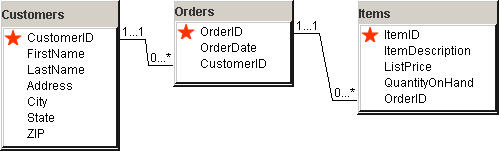 Customers
CustomerID
FirstName
LastName
Address
City
State
ZIP
1...1
0...*
Orders
OrderID
OrderDate
CustomerID
1...1
0...*
Items
ItemID
ItemDescription
ListPrice
QuantityOnHand
OrderID